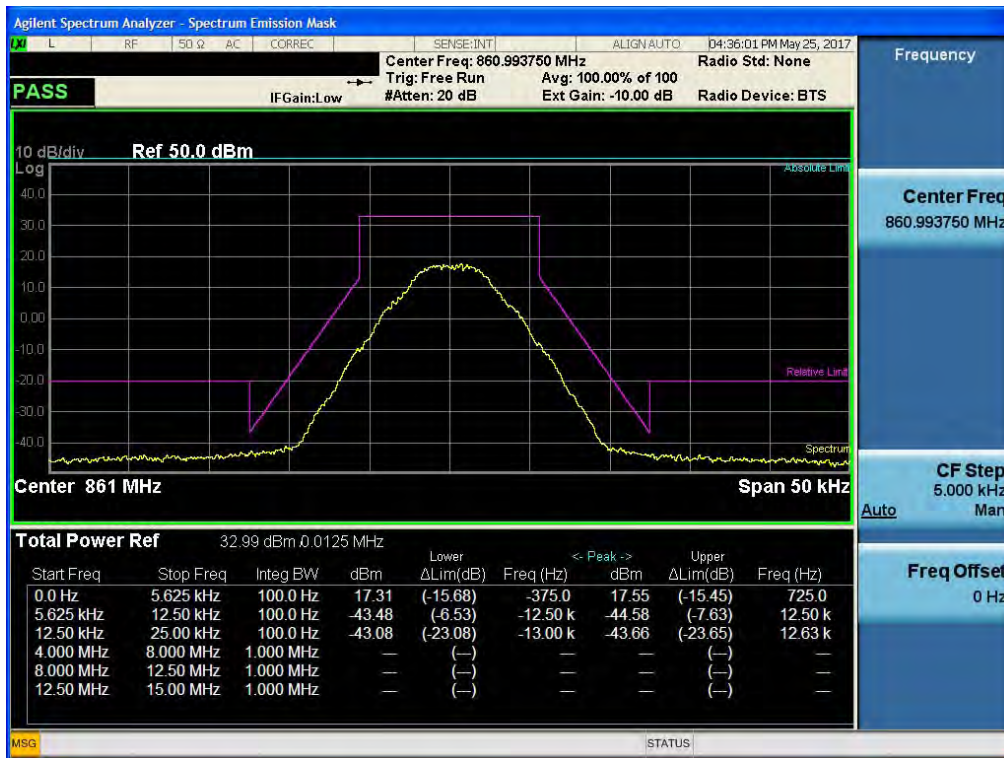 Agilent Spectrum Analyzer - Spectrum Emission Mask
LXI L RF 50 Ω AC CORREC SENSE:INT ALIGN AUTO 04:36:01 PM May 25, 2017
Center Freq: 860.993750 MHz Radio Std: None
Trig: Free Run Avg: 100.00% of 100
PASS IFGain:Low #Atten: 20 dB Ext Gain: -10.00 dB Radio Device: BTS
10 dB/div Ref 50.0 dBm
Log
Absolute Limit
40.0
30.0
20.0
10.0
0.00
-10.0
-20.0
Relative Limit
-30.0
-40.0
Spectrum
Center 861 MHz Span 50 kHz
Total Power Ref 32.99 dBm /0.0125 MHz
Lower <- Peak -> Upper
Start Freq Stop Freq Integ BW dBm ΔLim(dB) Freq (Hz) dBm ΔLim(dB) Freq (Hz)
0.0 Hz 5.625 kHz 100.0 Hz 17.31 (-15.68) -375.0 17.55 (-15.45) 725.0
5.625 kHz 12.50 kHz 100.0 Hz -43.48 (-6.53) -12.50 k -44.58 (-7.63) 12.50 k
12.50 kHz 25.00 kHz 100.0 Hz -43.08 (-23.08) -13.00 k -43.66 (-23.65) 12.63 k
4.000 MHz 8.000 MHz 1.000 MHz — (—) — — (—) —
8.000 MHz 12.50 MHz 1.000 MHz — (—) — — (—) —
12.50 MHz 15.00 MHz 1.000 MHz — (—) — — (—) —
MSG STATUS
Frequency
Center Freq
860.993750 MHz
CF Step
5.000 kHz
Auto Man
Freq Offset
0 Hz